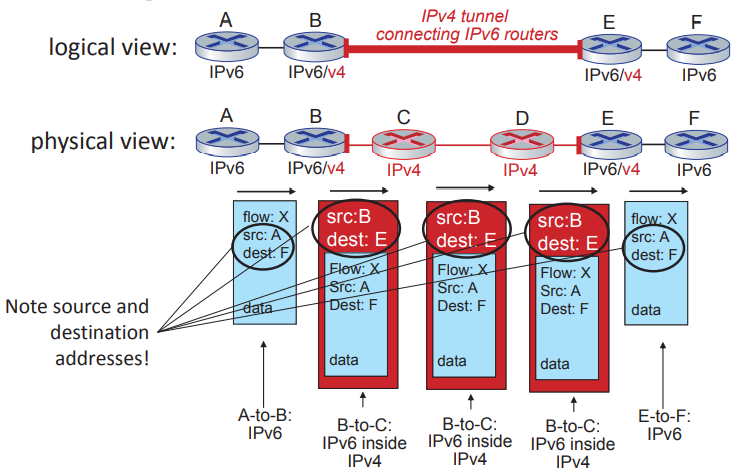 A B IPv4 tunnel E F
connecting IPv6 routers
logical view:
IPv6 IPv6/v4 IPv6/v4 IPv6
A B C D E F
physical view:
IPv6 IPv6/v4 IPv4 IPv4 IPv6/v4 IPv6
flow: X
src: A
dest: F
data
src:B
dest: E
Flow: X
Src: A
Dest: F
data
src:B
dest: E
Flow: X
Src: A
Dest: F
data
src:B
dest: E
Flow: X
Src: A
Dest: F
data
flow: X
src: A
dest: F
data
Note source and
destination
addresses!
A-to-B:
IPv6
B-to-C:
IPv6 inside
IPv4
B-to-C:
IPv6 inside
IPv4
B-to-C:
IPv6 inside
IPv4
E-to-F:
IPv6